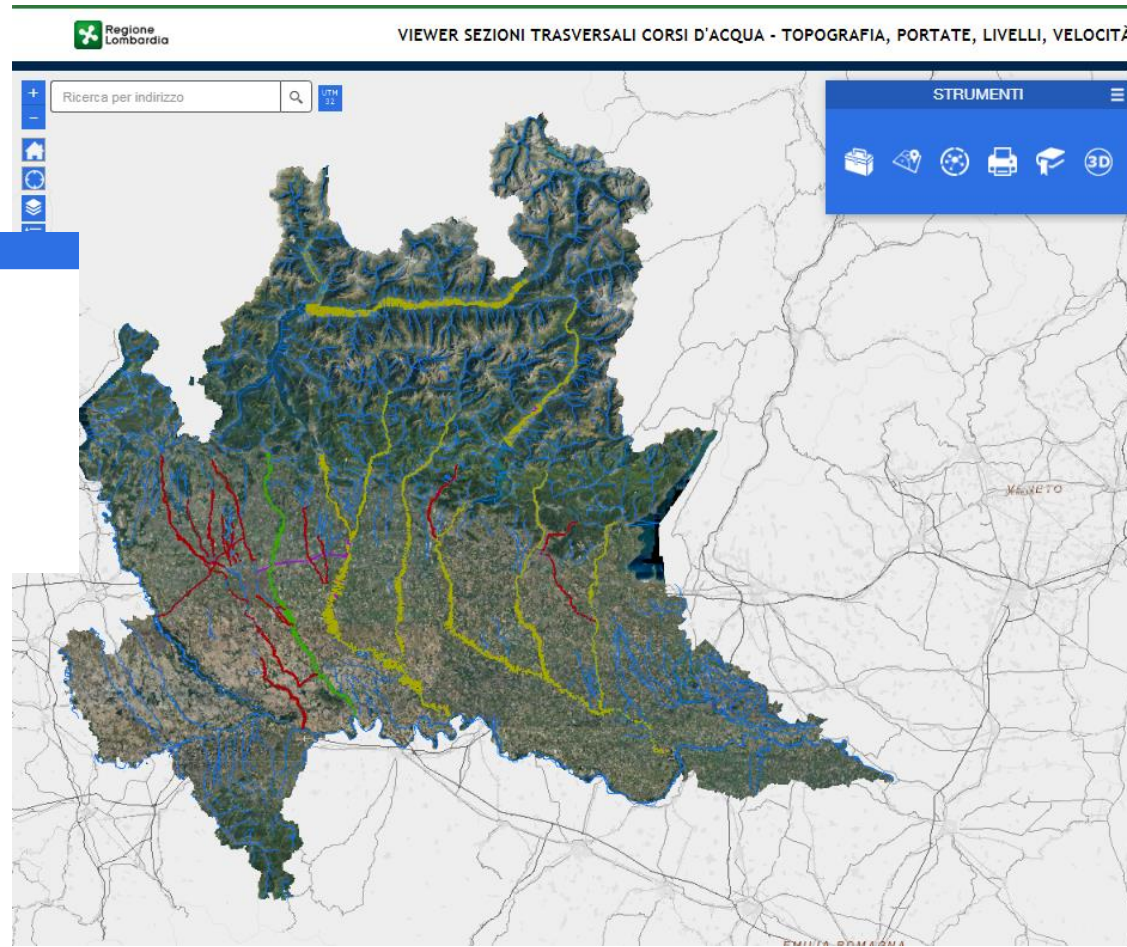 Regione
Lombardia
VIEWER SEZIONI TRASVERSALI CORSI D'ACQUA - TOPOGRAFIA, PORTATE, LIVELLI, VELOCITÀ
+
Ricerca per indirizzo
UTM
32
STRUMENTI
-
3D
VENETO
EMILIA ROMAGNA